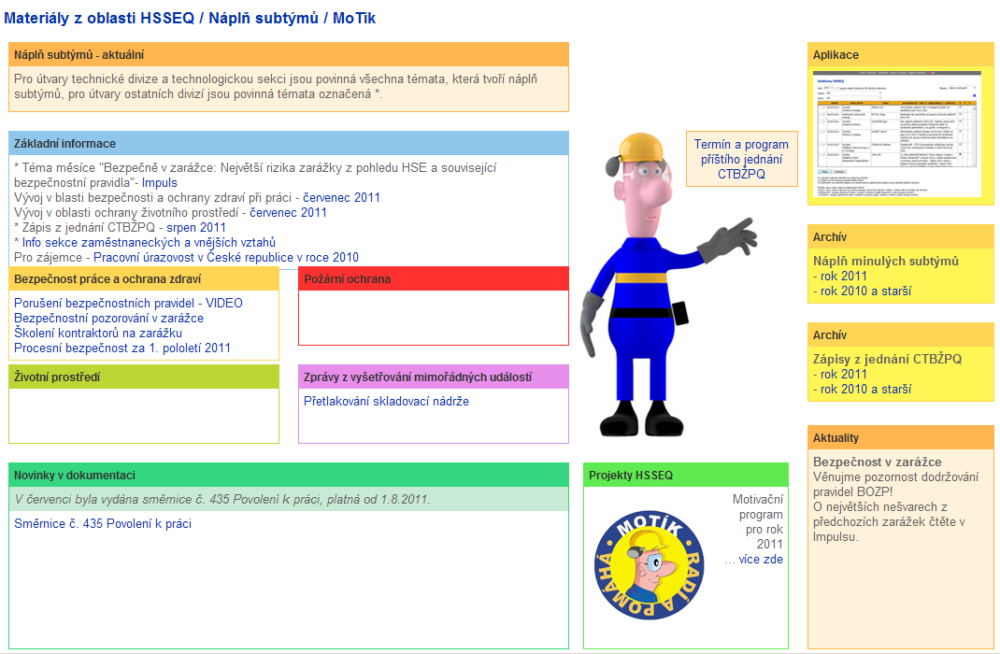 Materiály z oblasti HSSEQ / Náplň subtýmů / MoTík
Náplň subtýmů - aktuální
Pro útvary technické divize a technologickou sekci jsou povinná všechna témata, která tvoří náplň
subtýmů, pro útvary ostatních divizí jsou povinná témata označená *.
Základní informace
* Téma měsíce "Bezpečně v zarážce: Největší rizika zarážky z pohledu HSE a související
bezpečnostní pravidla"- Impuls
Vývoj v blasti bezpečnosti a ochrany zdraví při práci - červenec 2011
Vývoj v oblasti ochrany životního prostředí - červenec 2011
* Zápis z jednání CTBŽPQ - srpen 2011
* Info sekce zaměstnaneckých a vnějších vztahů
Pro zájemce - Pracovní úrazovost v České republice v roce 2010
Bezpečnost práce a ochrana zdraví
Porušení bezpečnostních pravidel - VIDEO
Bezpečnostní pozorování v zarážce
Školení kontraktorů na zarážku
Procesní bezpečnost za 1. pololetí 2011
Požární ochrana
Životní prostředí
Zprávy z vyšetřování mimořádných událostí
Přetlakování skladovací nádrže
Novinky v dokumentaci
V červenci byla vydána směrnice č. 435 Povolení k práci, platná od 1.8.2011.
Směrnice č. 435 Povolení k práci
Termín a program
příštího jednání
CTBŽPQ
Projekty HSSEQ
MOTÍK RADÍ A POMÁHÁ
Motivační
program
pro rok
2011
... více zde
Aplikace
Subtýmy HSSEQ
Archív
Náplň minulých subtýmů
- rok 2011
- rok 2010 a starší
Archív
Zápisy z jednání CTBŽPQ
- rok 2011
- rok 2010 a starší
Aktuality
Bezpečnost v zarážce
Věnujme pozornost dodržování
pravidel BOZP!
O největších nešvarech z
předchozích zarážek čtěte v
Impulsu.